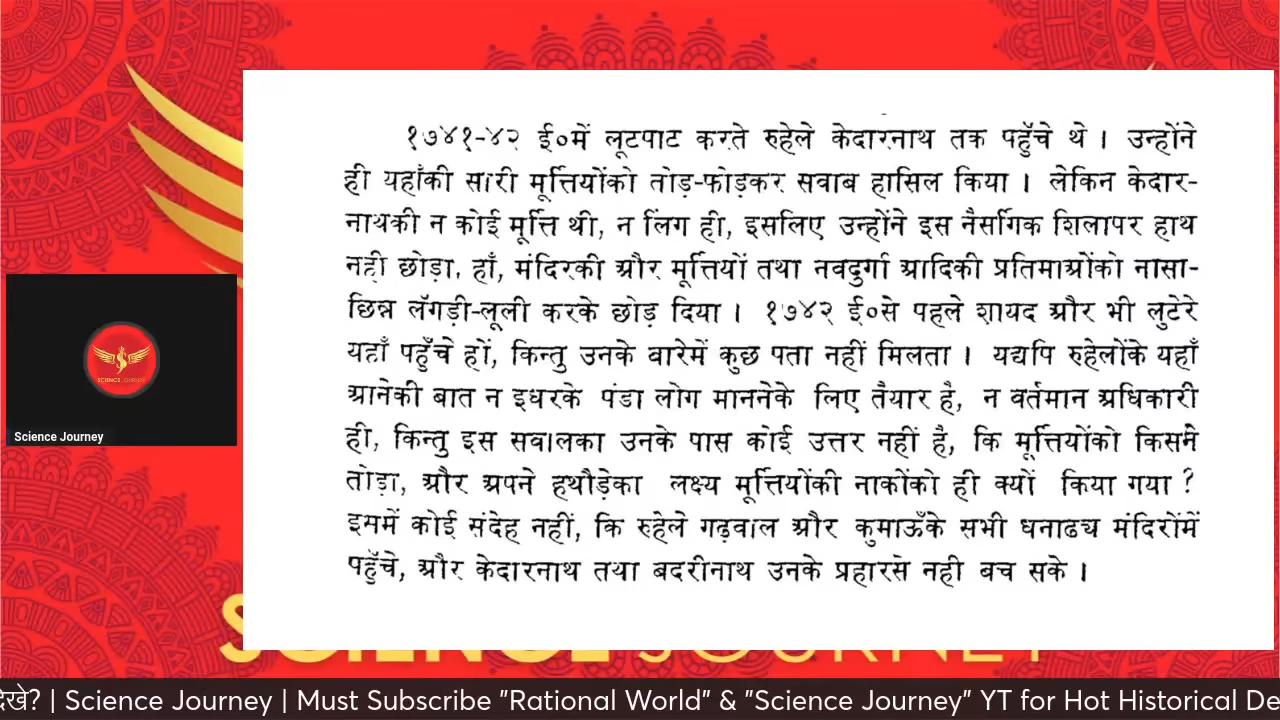 १७४१-४२ ई०में लूटपाट करते रुहेले केदारनाथ तक पहुँचे थे । उन्होंने
ही यहाँकी सारी मूर्त्तियोंको तोड़-फोड़कर सवाब हासिल किया । लेकिन केदार-
नाथकी न कोई मूर्त्ति थी, न लिंग ही, इसलिए उन्होंने इस नैसर्गिक शिलापर हाथ
नही छोड़ा, हाँ, मंदिरकी और मूर्त्तियों तथा नवदुर्गा आदिकी प्रतिमाओंको नासा-
छिन्न लँगड़ी-लूली करके छोड़ दिया । १७४२ ई०से पहले शायद और भी लुटेरे
यहाँ पहुँचे हों, किन्तु उनके बारेमें कुछ पता नहीं मिलता । यद्यपि रुहेलोंके यहाँ
आनेकी बात न इधरके पंडा लोग माननेके लिए तैयार है, न वर्तमान अधिकारी
ही, किन्तु इस सवालका उनके पास कोई उत्तर नहीं है, कि मूर्त्तियोंको किसने
तोड़ा, और अपने हथौड़ेका लक्ष्य मूर्त्तियोंकी नाकोंको ही क्यों किया गया ?
इसमें कोई संदेह नहीं, कि रुहेले गढ़वाल और कुमाऊँके सभी धनाढ्य मंदिरोंमें
पहुँचे, और केदारनाथ तथा बदरीनाथ उनके प्रहारसे नही बच सके ।
SCIENCE JOURNEY
Science Journey
SCIENCE JOURNEY
देखे? | Science Journey | Must Subscribe "Rational World" & "Science Journey" YT for Hot Historical De